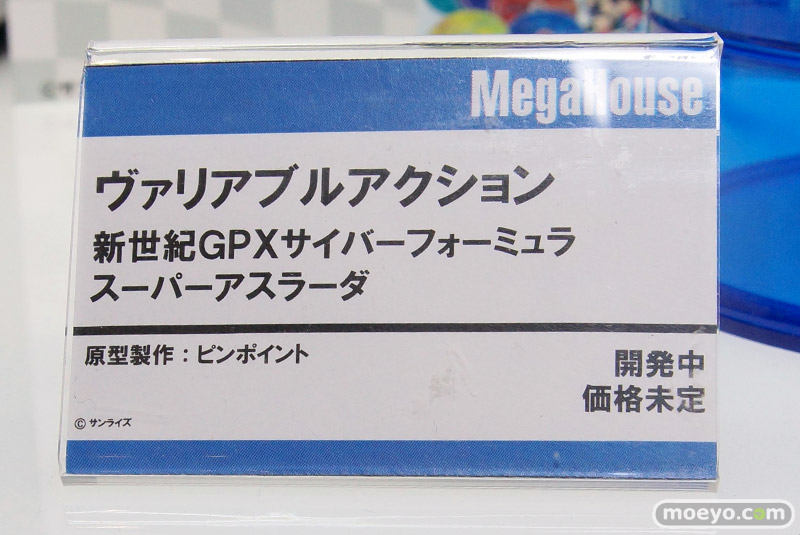 MegaHouse
ヴァリアブルアクション
新世紀GPXサイバーフォーミュラ
スーパーアスラーダ
原型製作：ピンポイント
開発中
価格未定
© サンライズ
moeyo.com